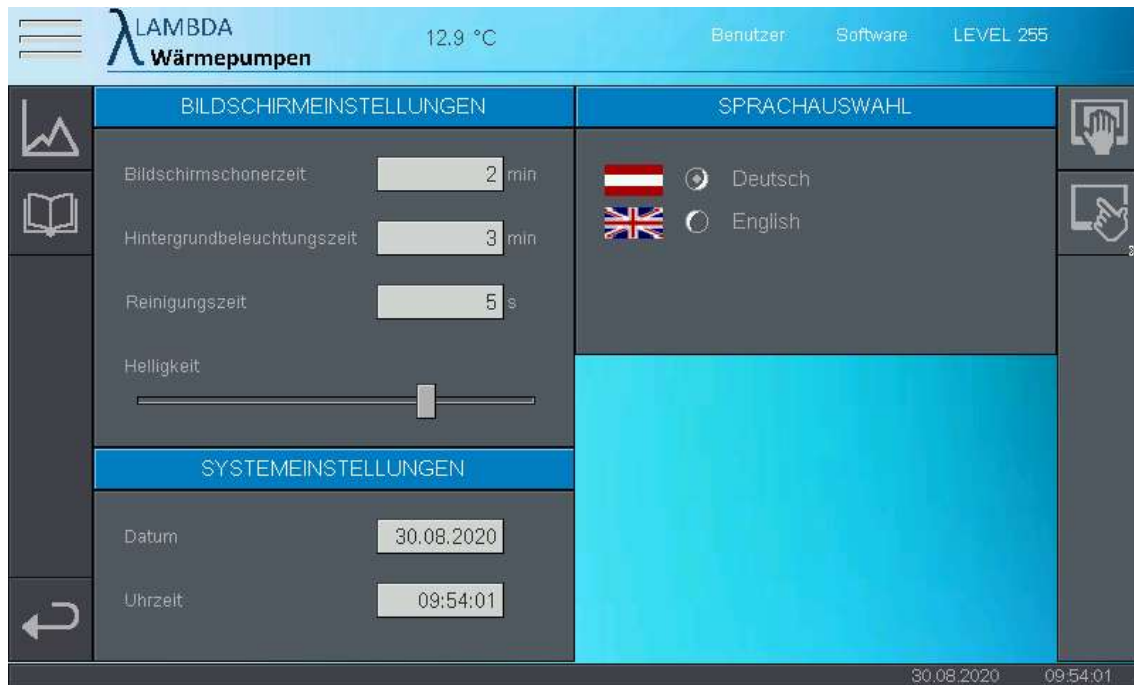 LAMBDA
Wärmepumpen
12.9 °C
Benutzer Software LEVEL 255
BILDSCHIRMEINSTELLUNGEN
Bildschirmschonerzeit 2 min
Hintergrundbeleuchtungszeit 3 min
Reinigungszeit 5 s
Helligkeit
SPRACHAUSWAHL
Deutsch
English
SYSTEMEINSTELLUNGEN
Datum 30.08.2020
Uhrzeit 09:54:01
30.08.2020 09:54:01